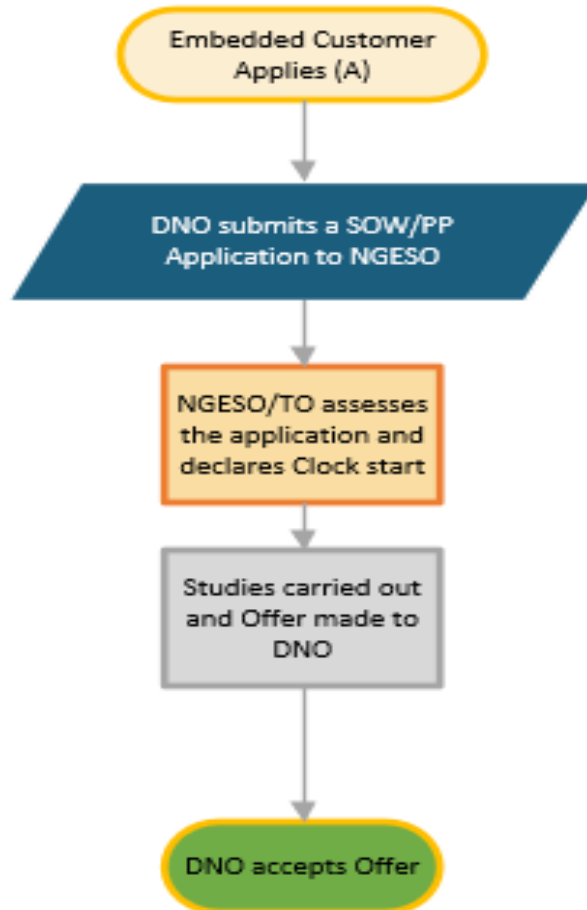 Embedded Customer
Applies (A)
DNO submits a SOW/PP
Application to NGESO
NGESO/TO assesses
the application and
declares Clock start
Studies carried out
and Offer made to
DNO
DNO accepts Offer